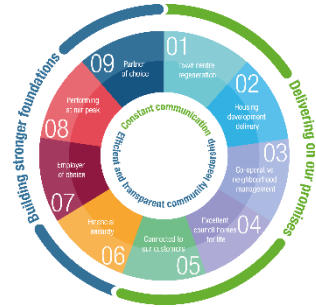 Building stronger foundations
Delivering on our promises
Constant communication
Efficient and transparent community leadership
01
Town centre
regeneration
02
Housing
development
delivery
03
Co-operative
neighbourhood
management
04
Excellent
council homes
for life
05
Connected to
our customers
06
Financial
security
07
Employer
of choice
08
Performing
at our peak
09
Partner
of choice